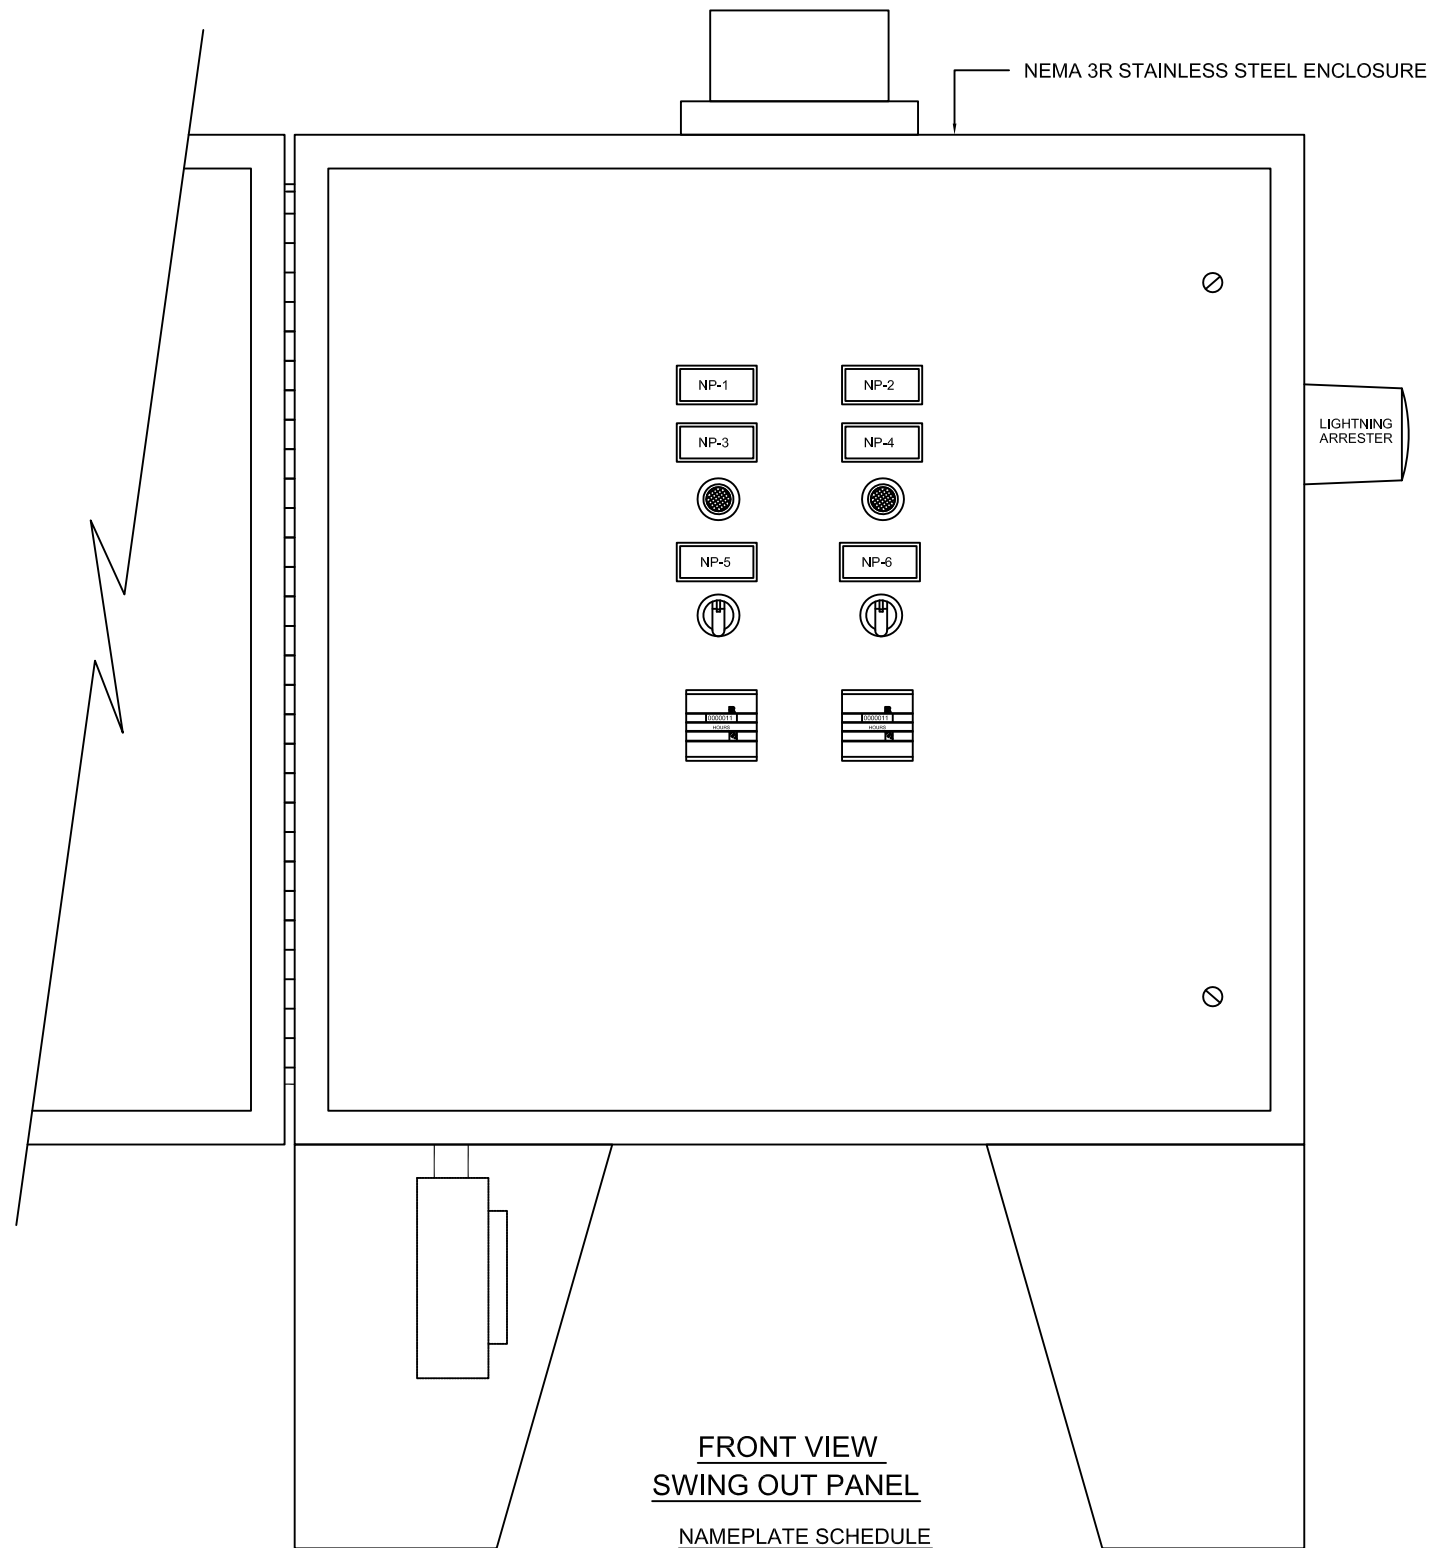 NEMA 3R STAINLESS STEEL ENCLOSURE
NP-1
NP-2
LIGHTNING
ARRESTER
NP-3
NP-4
NP-5
NP-6
0000011
HOURS
0000011
HOURS
FRONT VIEW
SWING OUT PANEL
NAMEPLATE SCHEDULE